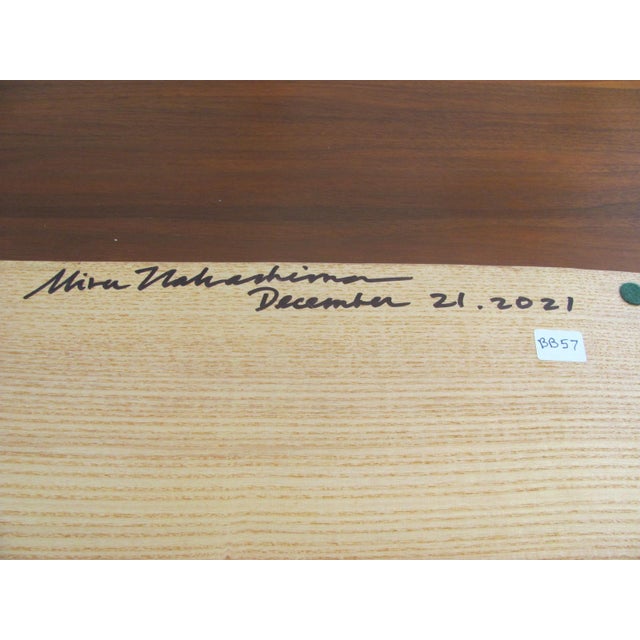 Mira Nakashima
December 21. 2021
BB57